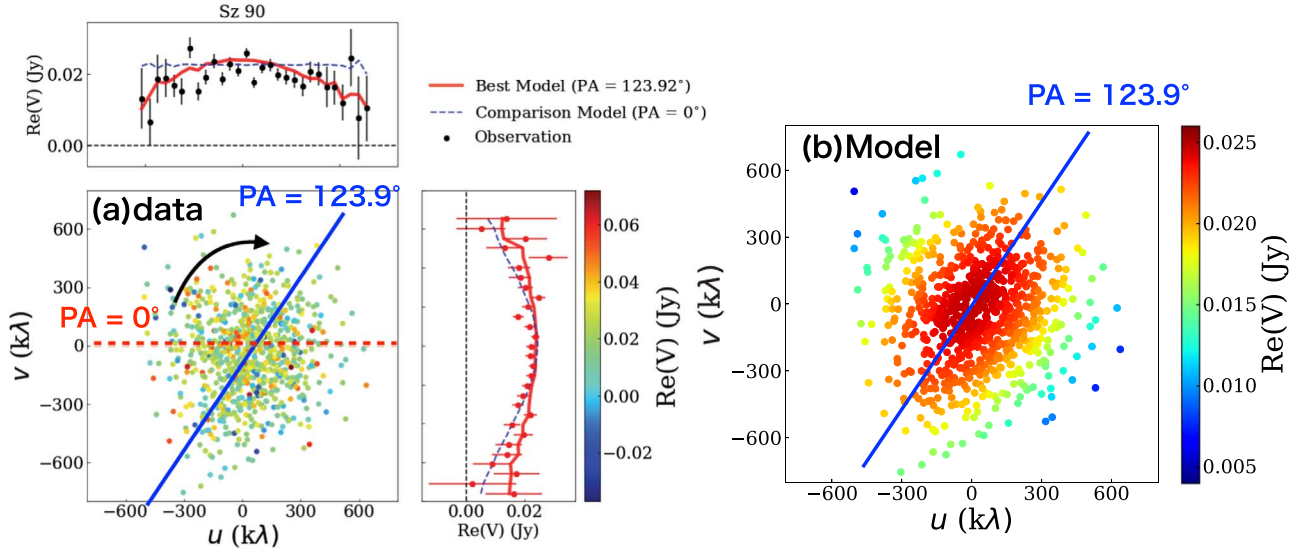 Sz 90
Re(V) (Jy)
0.02
0.00
Best Model (PA = 123.92°)
Comparison Model (PA = 0°)
Observation
(a)data
PA = 123.9°
PA = 0°
600
300
0
−300
−600
v (kλ)
−600
−300
0
300
600
u (kλ)
0.00
0.02
Re(V) (Jy)
0.06
0.04
0.02
0.00
−0.02
Re(V) (Jy)
PA = 123.9°
(b)Model
600
300
0
−300
−600
v (kλ)
−600
−300
0
300
600
u (kλ)
0.025
0.020
0.015
0.010
0.005
Re(V) (Jy)